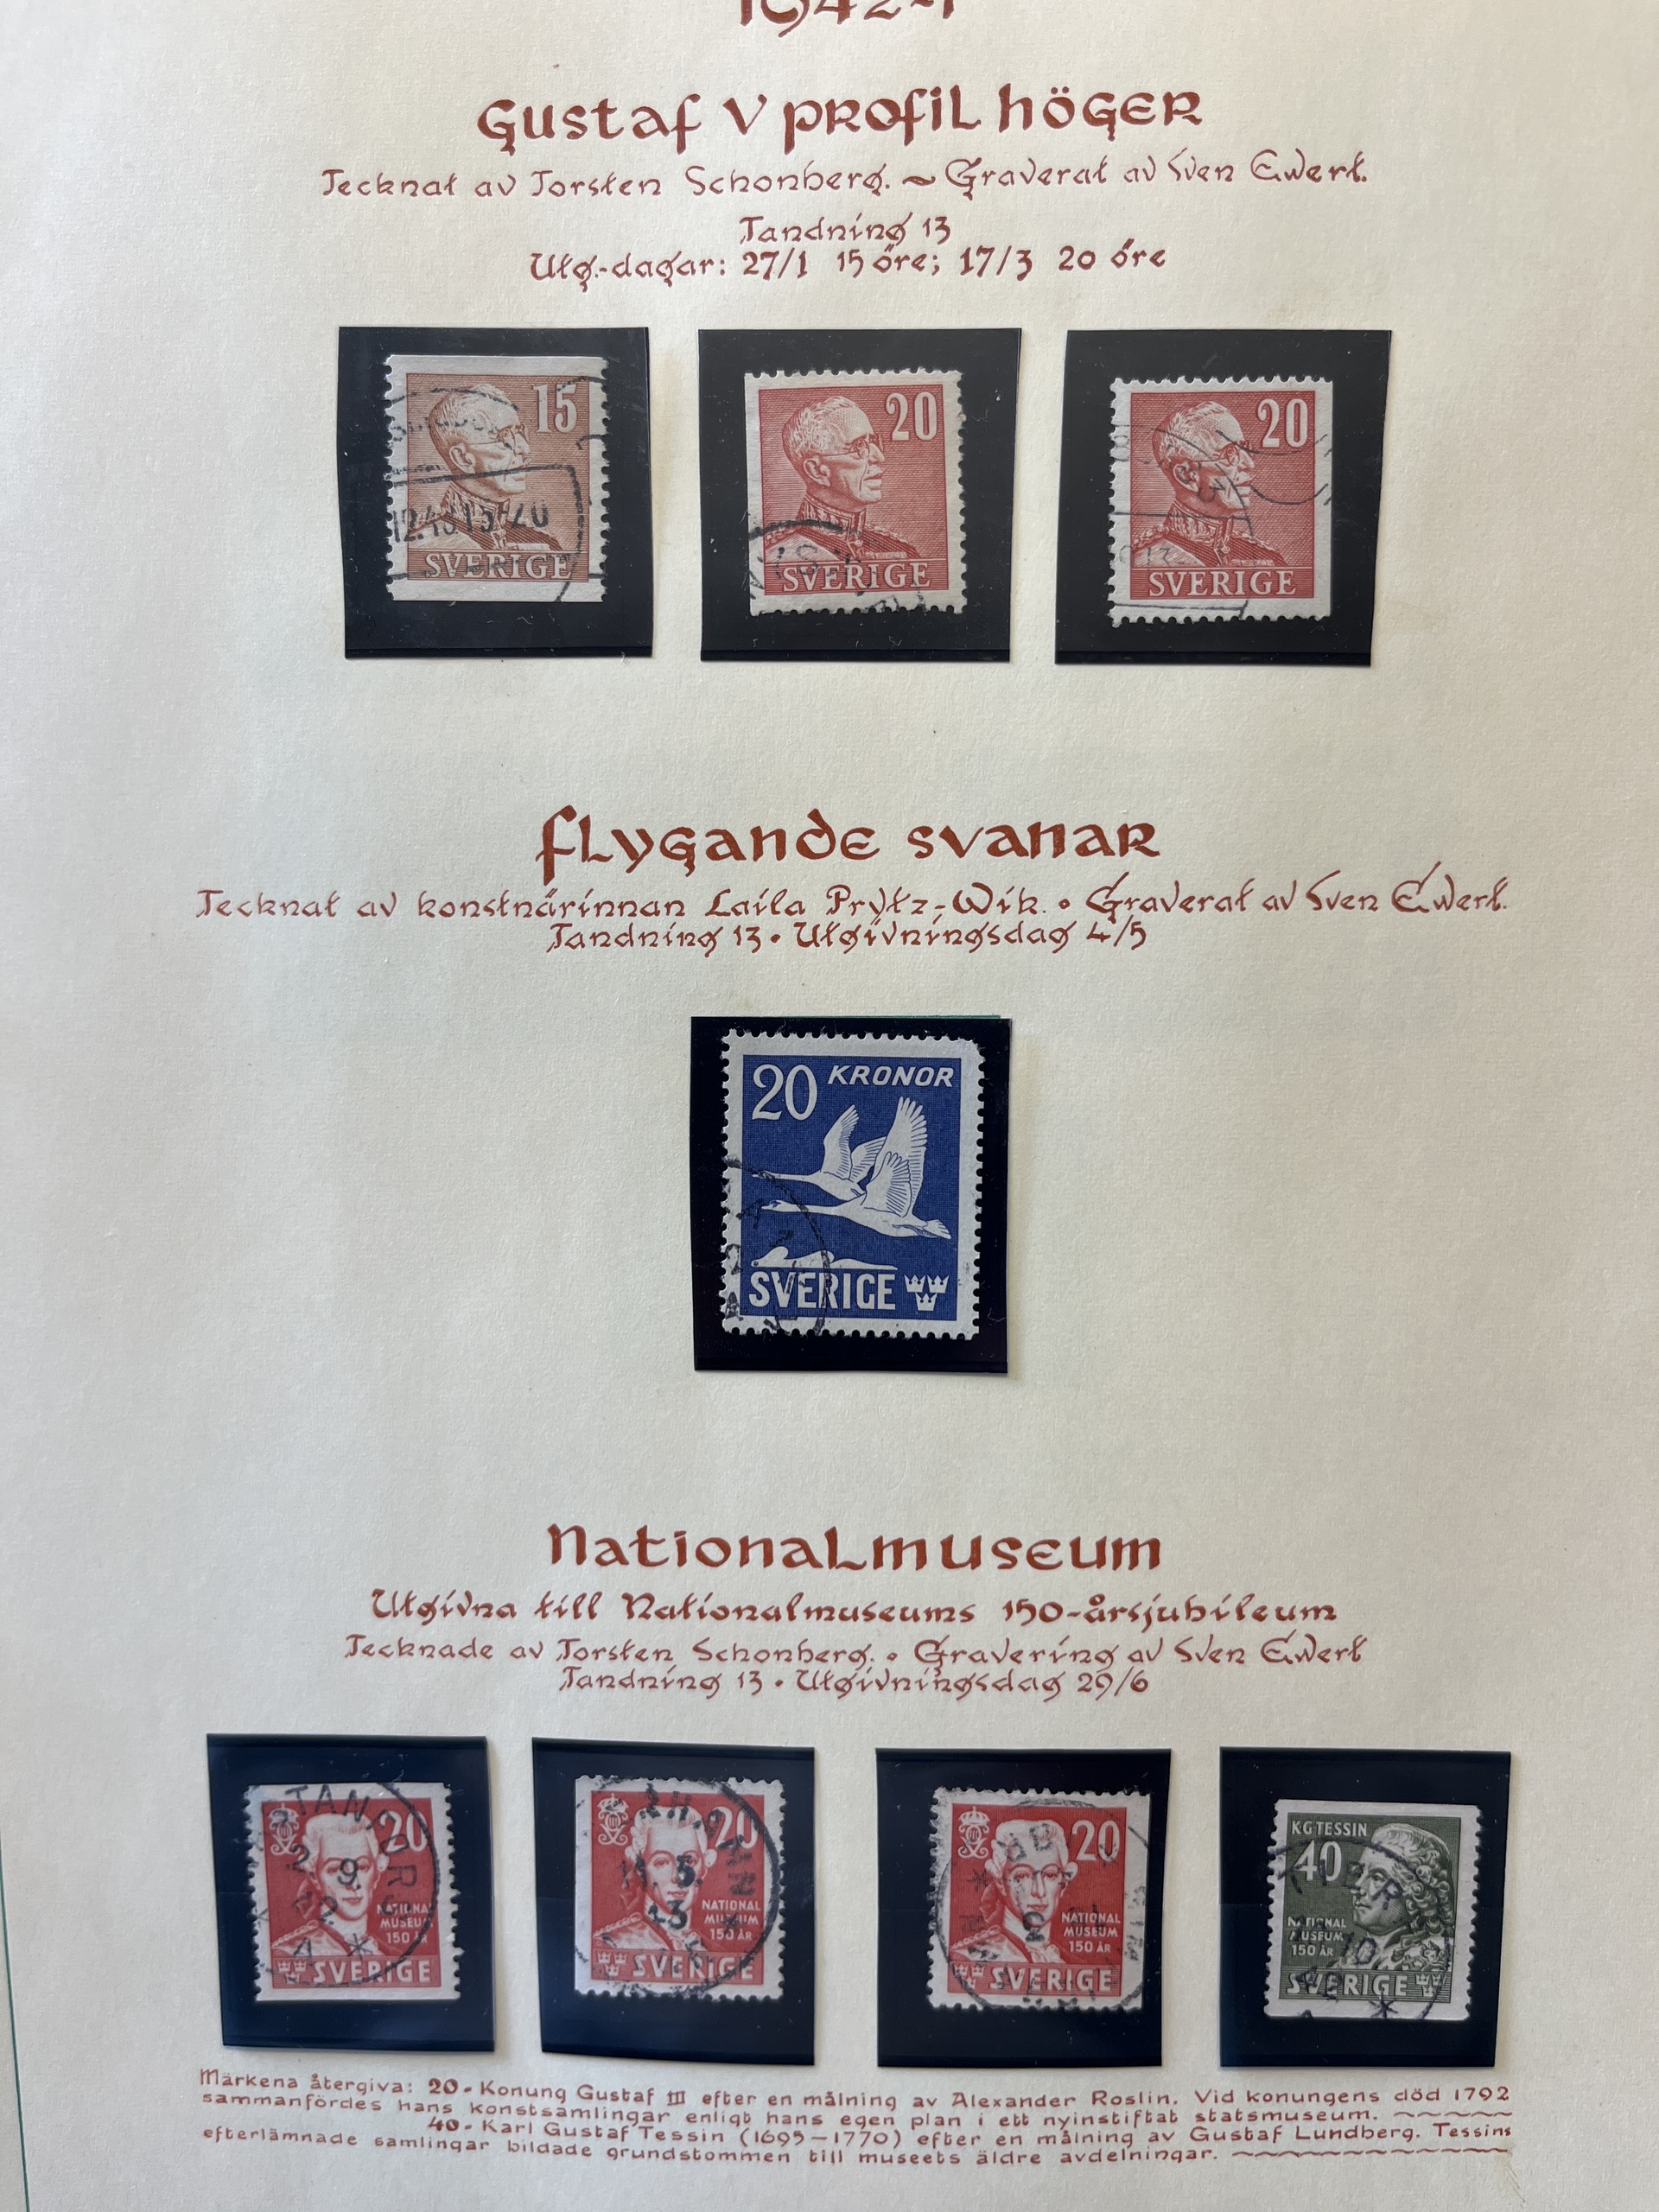 1942-1
Gustaf V profil höger
Tecknat av Torsten Schonberg. ~ Graverat av Sven Ewert.
Tandning 13
Utg.-dagar: 27/1 15 öre; 17/3 20 öre
15
SVERIGE
20
SVERIGE
20
SVERIGE
flygande svanar
Tecknat av konstnärinnan Laila Prytz-Wik. • Graverat av Sven Ewert.
Tandning 13 • Utgivningsdag 4/5
20 KRONOR
SVERIGE
Nationalmuseum
Utgivna till Nationalmuseums 150-årsjubileum
Tecknade av Torsten Schonberg. • Gravering av Sven Ewert
Tandning 13 • Utgivningsdag 29/6
20
NATIONAL
MUSEUM
150 ÅR
SVERIGE
20
NATIONAL
MUSEUM
150 ÅR
SVERIGE
20
NATIONAL
MUSEUM
150 ÅR
SVERIGE
KG TESSIN
40
NATIONAL
MUSEUM
150 ÅR
SVERIGE
Märkena återgiva: 20 - Konung Gustaf III efter en målning av Alexander Roslin. Vid konungens död 1792
sammanfördes hans konstsamlingar enligt hans egen plan i ett nyinstiftat statsmuseum. ~~~~~
40 - Karl Gustaf Tessin (1695-1770) efter en målning av Gustaf Lundberg. Tessins
efterlämnade samlingar bildade grundstommen till museets äldre avdelningar. ~~~~~